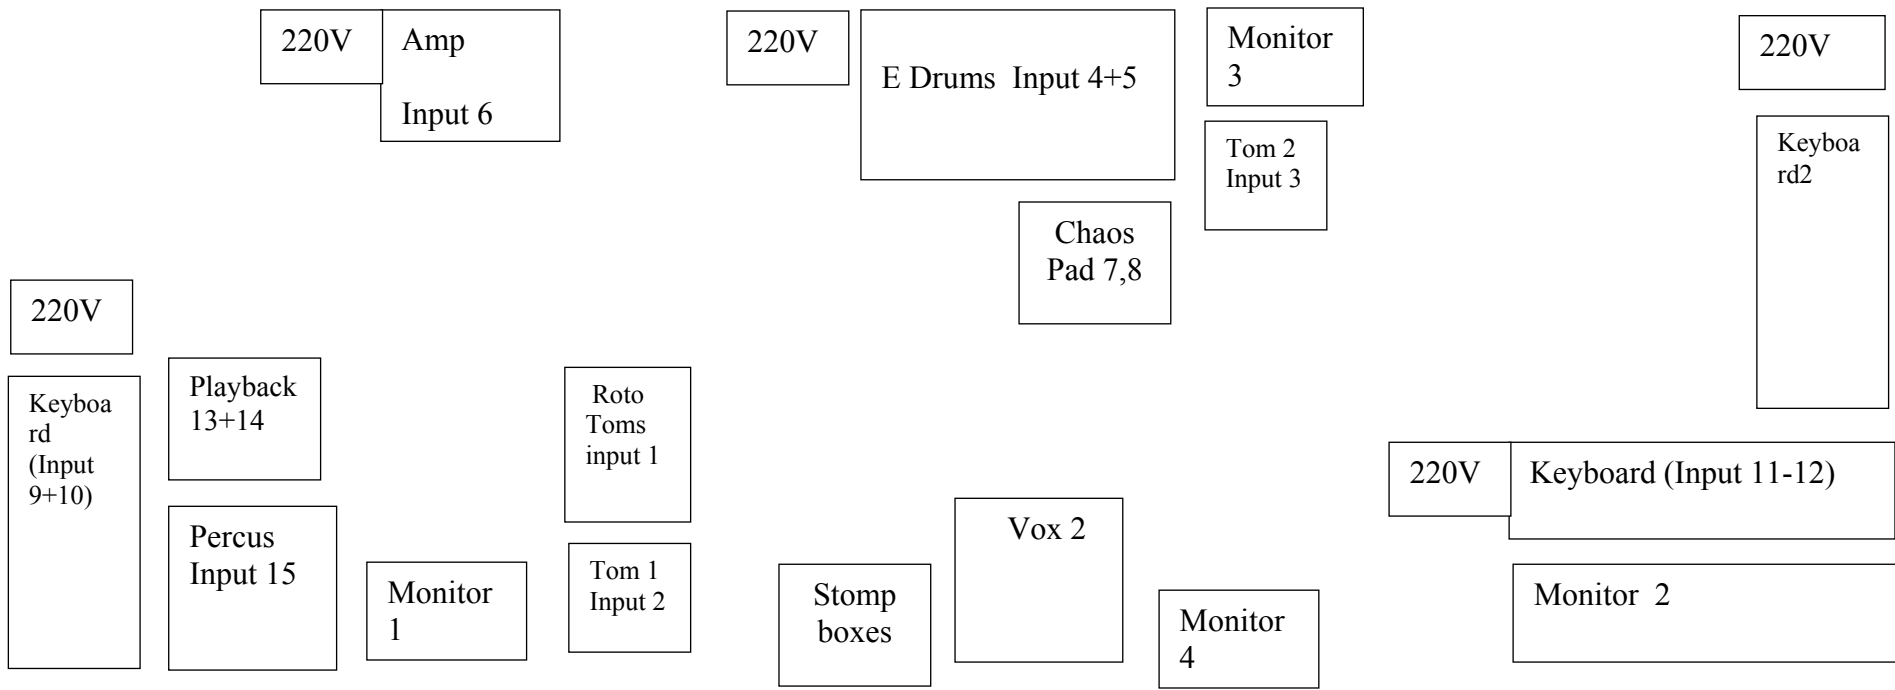 220V
Amp
Input 6
220V
E Drums  Input 4+5
Monitor
3
220V
Tom 2
Input 3
Keyboa
rd2
Chaos
Pad 7,8
220V
Keyboa
rd
(Input
9+10)
Playback
13+14
Roto
Toms
input 1
220V
Keyboard (Input 11-12)
Percus
Input 15
Monitor
1
Tom 1
Input 2
Stomp
boxes
Vox 2
Monitor
4
Monitor  2